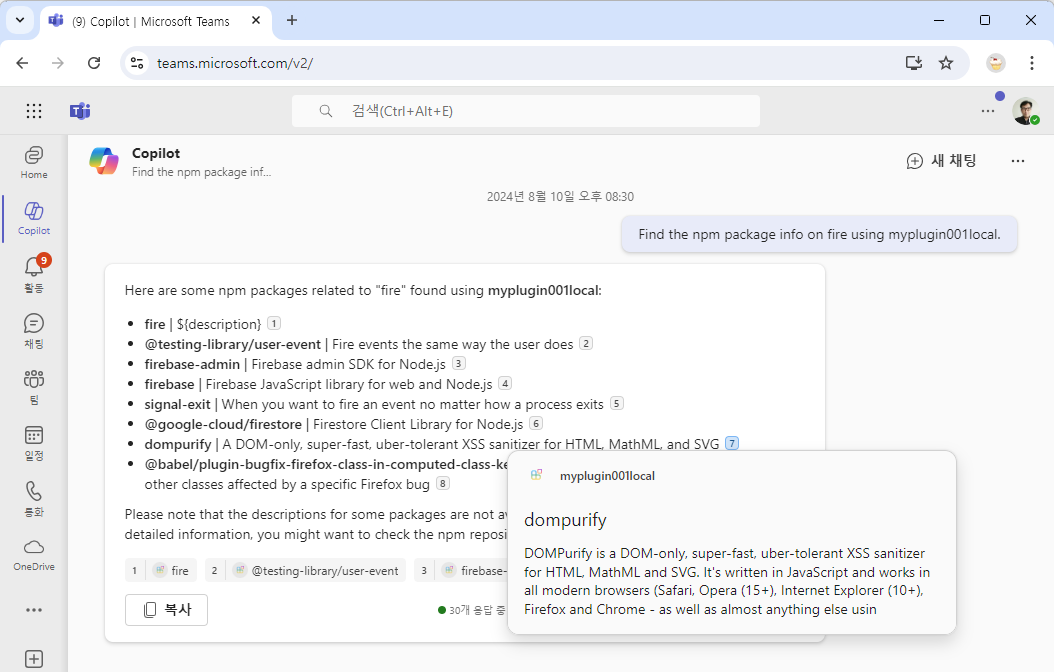 (9) Copilot | Microsoft Teams
teams.microsoft.com/v2/
검색(Ctrl+Alt+E)
Home
Copilot
9
활동
채팅
팀
일정
통화
OneDrive
Copilot
Find the npm package inf...
새 채팅
2024년 8월 10일 오후 08:30
Find the npm package info on fire using myplugin001local.
Here are some npm packages related to "fire" found using myplugin001local:
• fire | ${description} 1
• @testing-library/user-event | Fire events the same way the user does 2
• firebase-admin | Firebase admin SDK for Node.js 3
• firebase | Firebase JavaScript library for web and Node.js 4
• signal-exit | When you want to fire an event no matter how a process exits 5
• @google-cloud/firestore | Firestore Client Library for Node.js 6
• dompurify | A DOM-only, super-fast, uber-tolerant XSS sanitizer for HTML, MathML, and SVG 7
• @babel/plugin-bugfix-firefox-class-in-computed-class-ke
other classes affected by a specific Firefox bug 8
Please note that the descriptions for some packages are not av
detailed information, you might want to check the npm reposi
1 fire 2 @testing-library/user-event 3 firebase-
복사
30개 응답 중
myplugin001local
dompurify
DOMPurify is a DOM-only, super-fast, uber-tolerant XSS sanitizer
for HTML, MathML and SVG. It's written in JavaScript and works in
all modern browsers (Safari, Opera (15+), Internet Explorer (10+),
Firefox and Chrome - as well as almost anything else usin